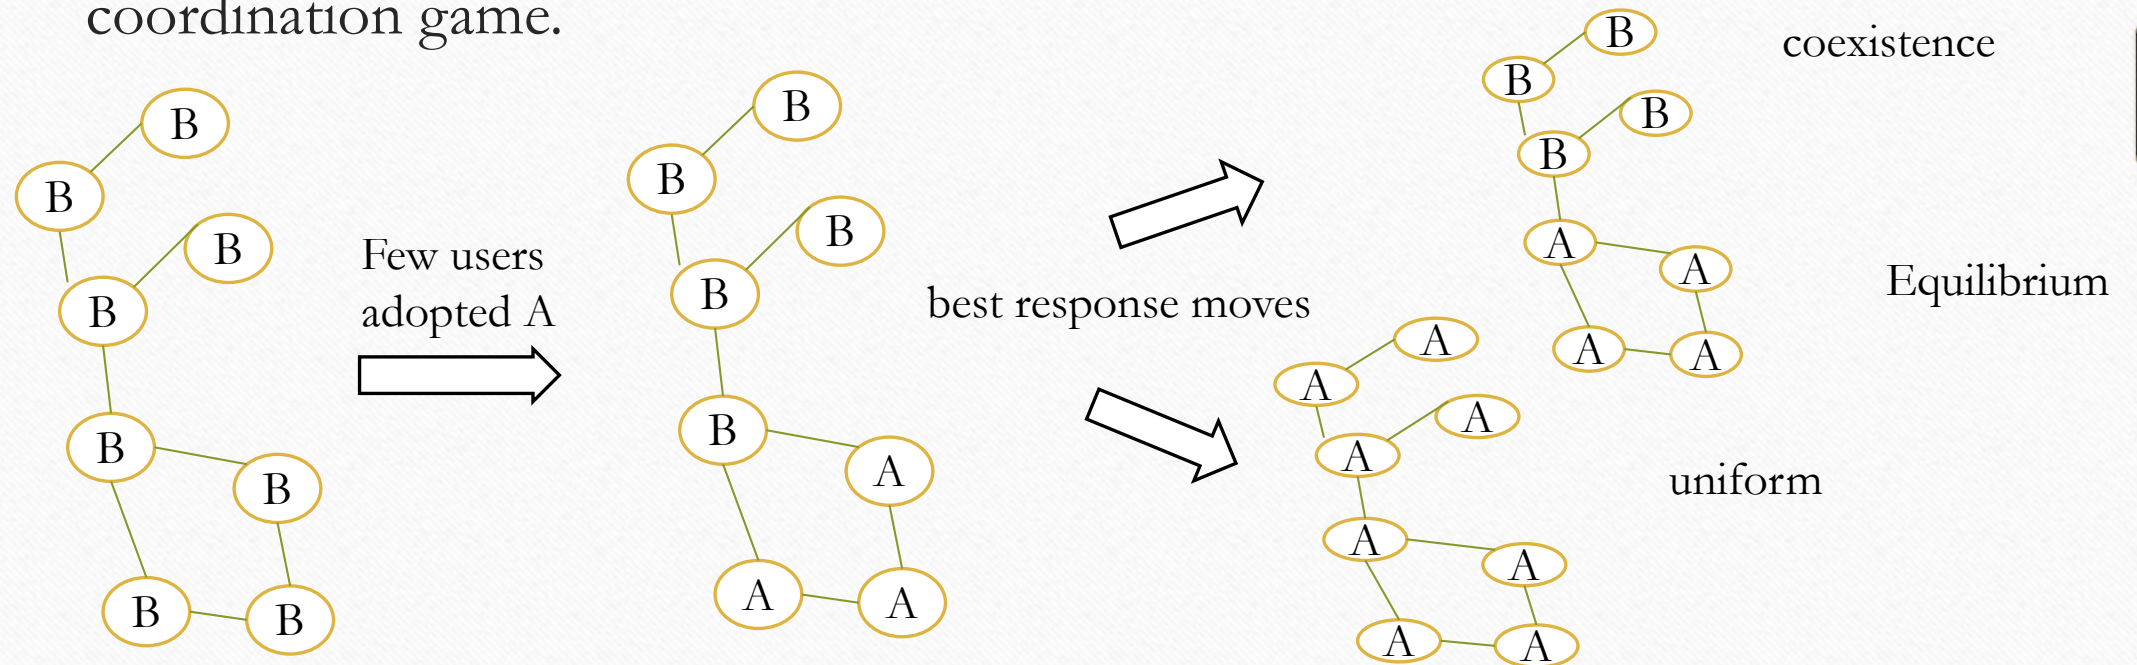 coordination game.
B
B
B
B
B
B
B
B
Few users
adopted A
B
B
B
B
B
A
A
A
best response moves
B
B
B
B
A
A
A
A
coexistence
Equilibrium
A
A
A
A
A
A
A
A
uniform